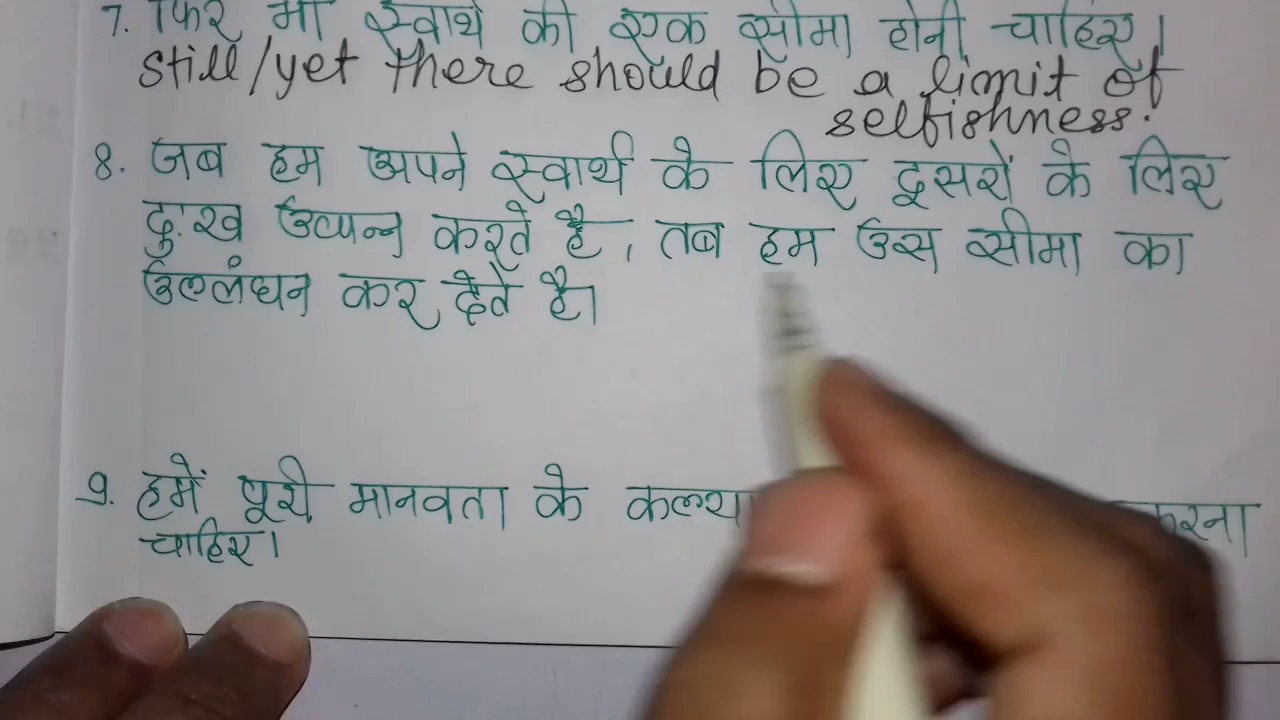 7. फिर भी स्वार्थ की एक सीमा होनी चाहिए।
still/yet there should be a limit of
selfishness.
8. जब हम अपने स्वार्थ के लिए दूसरों के लिए
दुःख उत्पन्न करते है, तब हम उस सीमा का
उल्लंघन कर देते है।
9. हमें पूरी मानवता के करना
चाहिए।